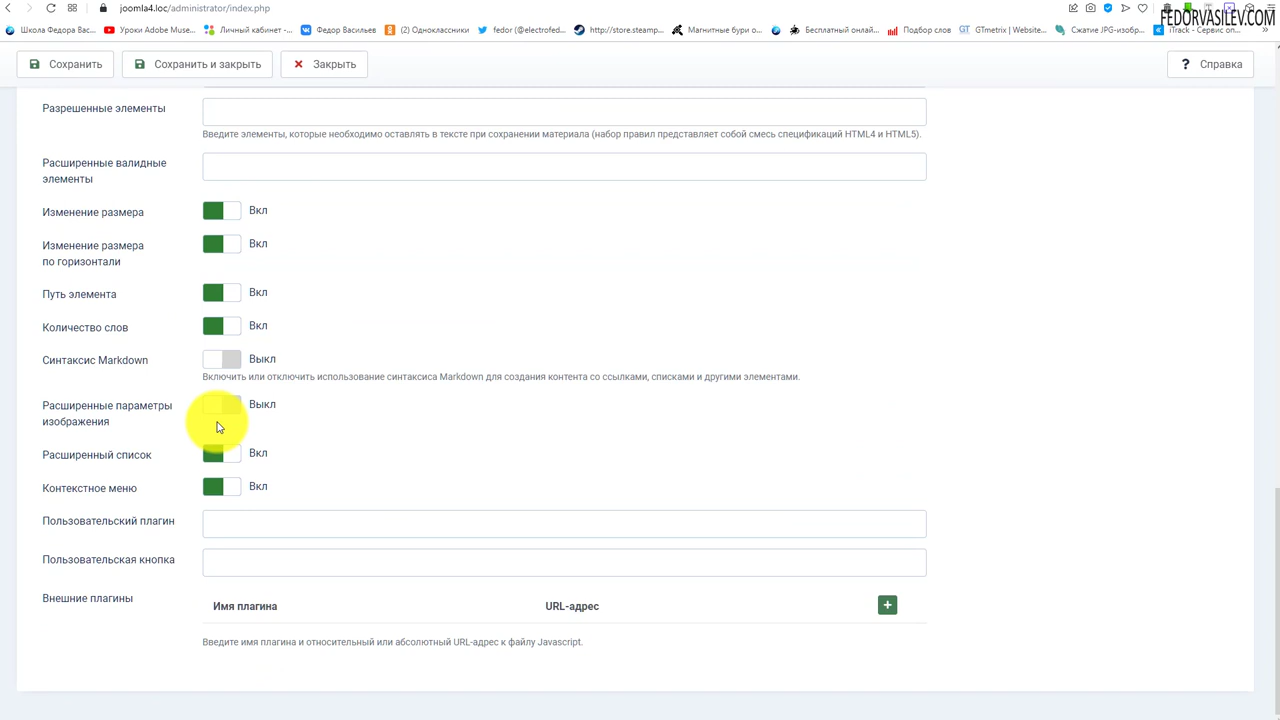 joomla4.loc/administrator/index.php
FEDORVASILEV.COM
Школа Федора Вас... Уроки Adobe Muse... Личный кабинет -... Федор Васильев (2) Одноклассники fedor (@electrofed... http://store.steamp... Магнитные бури о... Бесплатный онлай... Подбор слов GTmetrix | Website... Сжатие JPG-изобр... iTrack - Сервис оп... »
Сохранить Сохранить и закрыть Закрыть ? Справка
Разрешенные элементы
Введите элементы, которые необходимо оставлять в тексте при сохранении материала (набор правил представляет собой смесь спецификаций HTML4 и HTML5).
Расширенные валидные
элементы
Изменение размера Вкл
Изменение размера Вкл
по горизонтали
Путь элемента Вкл
Количество слов Вкл
Синтаксис Markdown Выкл
Включить или отключить использование синтаксиса Markdown для создания контента со ссылками, списками и другими элементами.
Расширенные параметры Выкл
изображения
Расширенный список Вкл
Контекстное меню Вкл
Пользовательский плагин
Пользовательская кнопка
Внешние плагины Имя плагина URL-адрес +
Введите имя плагина и относительный или абсолютный URL-адрес к файлу Javascript.